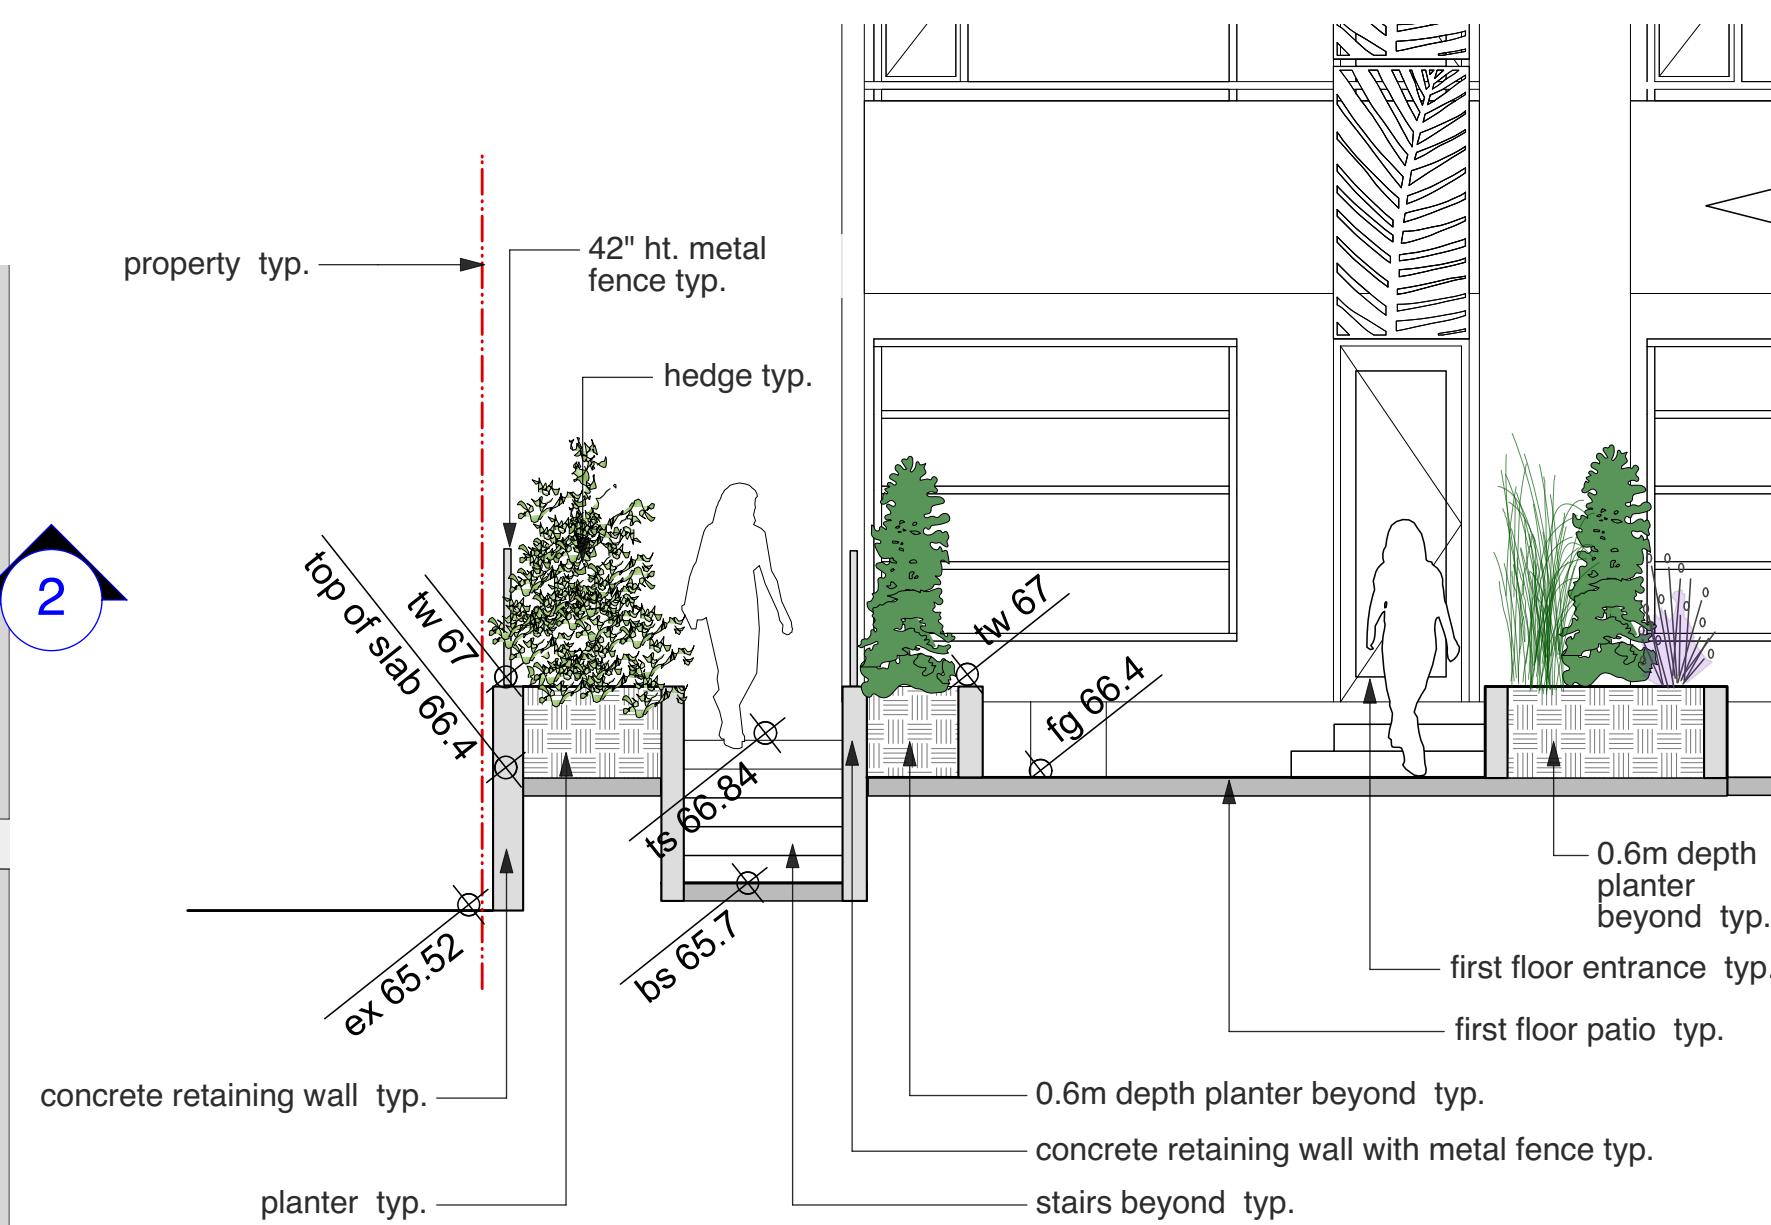 property typ.
42" ht. metal
fence typ.
hedge typ.
2
top of slab 66.4
tw 67
tw 67
fg 66.4
ts 66.84
bs 65.7
ex 65.52
0.6m depth
planter
beyond typ.
first floor entrance typ.
first floor patio typ.
concrete retaining wall typ.
0.6m depth planter beyond typ.
concrete retaining wall with metal fence typ.
planter typ.
stairs beyond typ.